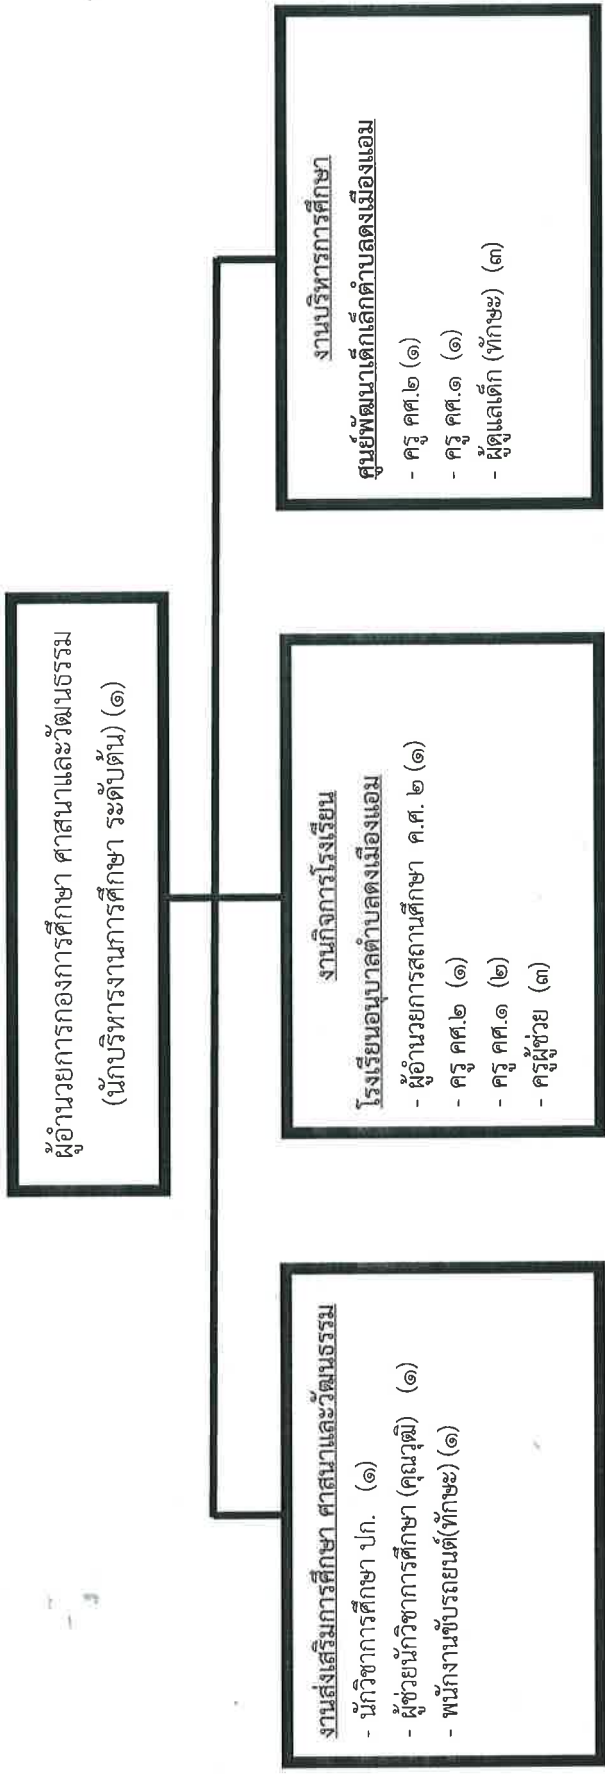 ผู้อำนวยการกองการศึกษา ศาสนาและวัฒนธรรม
(นักบริหารงานการศึกษา ระดับต้น) (๑)
งานส่งเสริมการศึกษา ศาสนาและวัฒนธรรม
- นักวิชาการศึกษา ปก. (๑)
- ผู้ช่วยนักวิชาการศึกษา (คุณวุฒิ) (๑)
- พนักงานขับรถยนต์(ทักษะ) (๑)
งานกิจการโรงเรียน
โรงเรียนอนุบาลตำบลดงเมืองแอม
- ผู้อำนวยการสถานศึกษา ค.ศ. ๒ (๑)
- ครู คศ.๒ (๑)
- ครู คศ.๑ (๒)
- ครูผู้ช่วย (๓)
งานบริหารการศึกษา
ศูนย์พัฒนาเด็กเล็กตำบลดงเมืองแอม
- ครู คศ.๒ (๑)
- ครู คศ.๑ (๑)
- ผู้ดูแลเด็ก (ทักษะ) (๓)